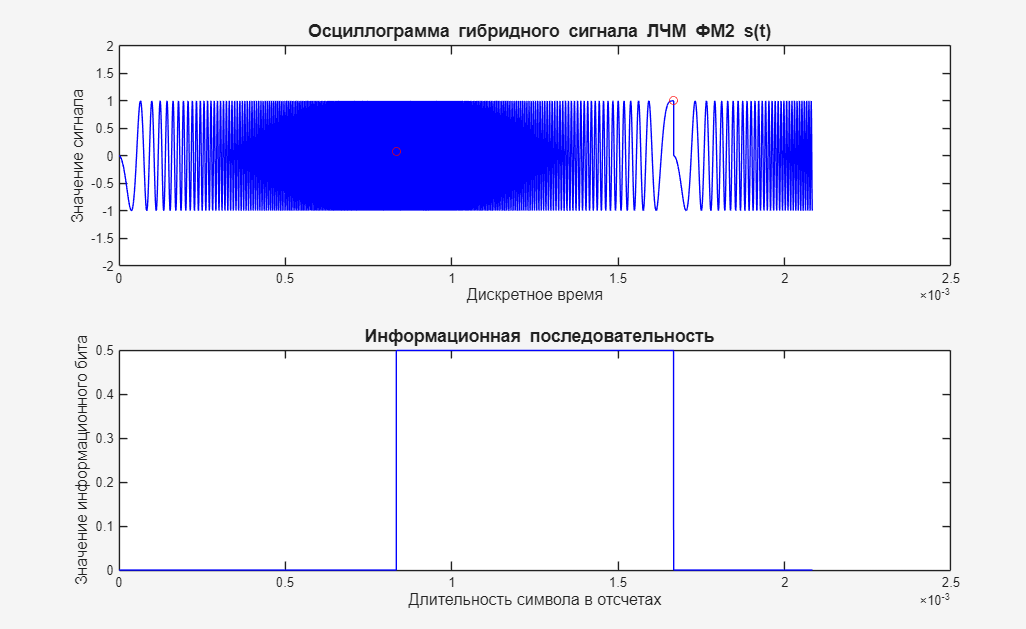 Осциллограмма гибридного сигнала ЛЧМ ФМ2 s(t)
Значение сигнала
2
1.5
1
0.5
0
-0.5
-1
-1.5
-2
0 0.5 1 1.5 2 2.5
×10-3
Дискретное время
Информационная последовательность
Значение информационного бита
0.5
0.4
0.3
0.2
0.1
0
0 0.5 1 1.5 2 2.5
×10-3
Длительность символа в отсчетах